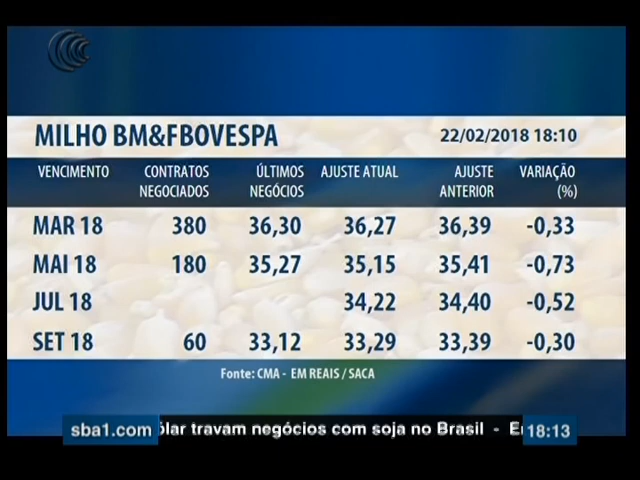 MILHO BM&FBOVESPA 22/02/2018 18:10
VENCIMENTO CONTRATOS NEGOCIADOS ÚLTIMOS NEGÓCIOS AJUSTE ATUAL AJUSTE ANTERIOR VARIAÇÃO (%)
MAR 18 380 36,30 36,27 36,39 -0,33
MAI 18 180 35,27 35,15 35,41 -0,73
JUL 18 34,22 34,40 -0,52
SET 18 60 33,12 33,29 33,39 -0,30
Fonte: CMA - EM REAIS / SACA
sba1.com ólar travam negócios com soja no Brasil - 18:13